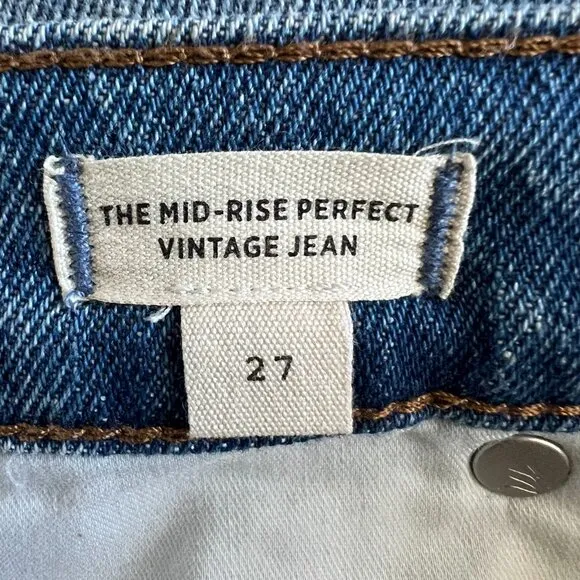 THE MID-RISE PERFECT
VINTAGE JEAN
27